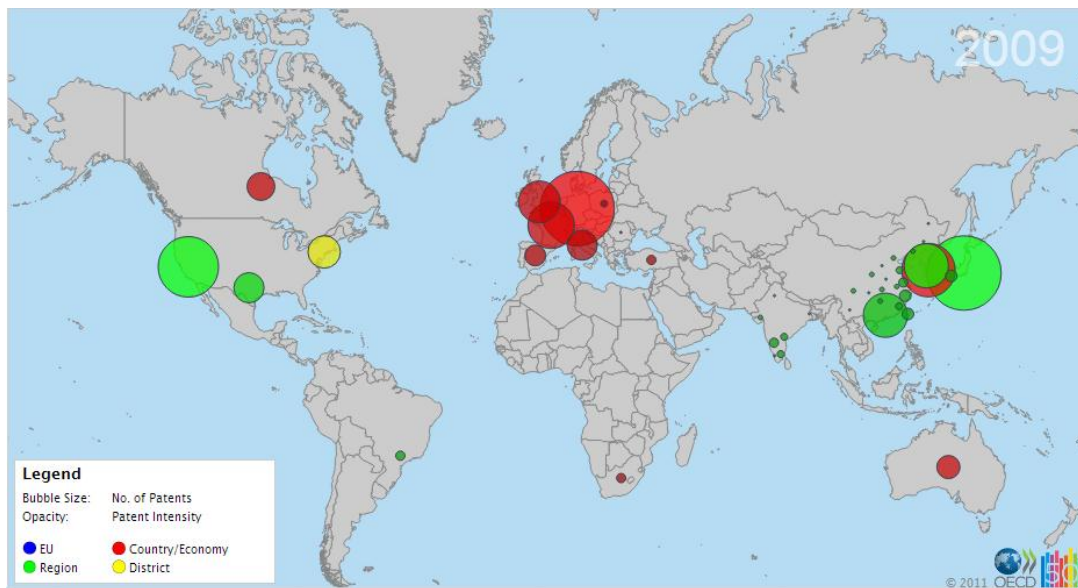 2009
Legend
Bubble Size: No. of Patents
Opacity: Patent Intensity
EU Country/Economy
Region District
© 2011 OECD